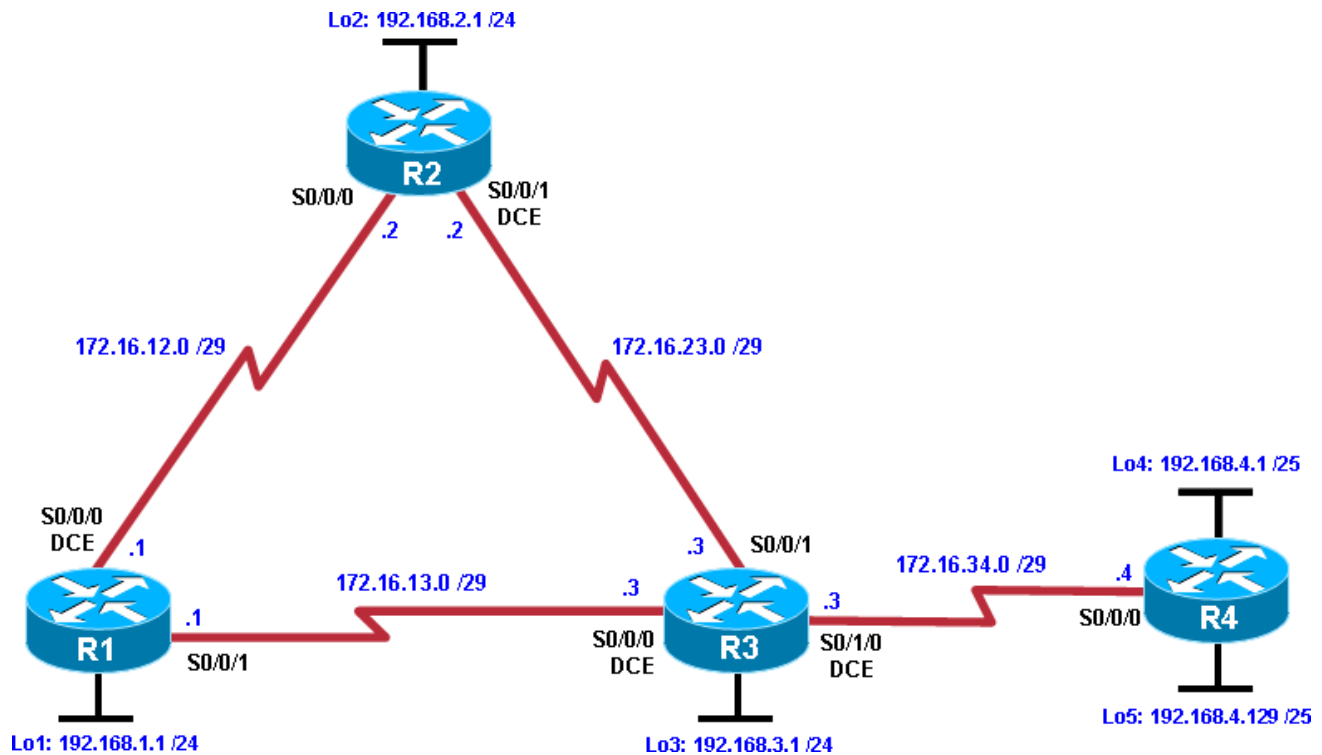 Lo2: 192.168.2.1 /24
R2
S0/0/0
S0/0/1
DCE
.2
.2
172.16.12.0 /29
172.16.23.0 /29
Lo4: 192.168.4.1 /25
S0/0/0
DCE
.1
.3
S0/0/1
172.16.13.0 /29
172.16.34.0 /29
.1
.3
.3
.4
R1
S0/0/1
S0/0/0
DCE
R3
S0/1/0
DCE
S0/0/0
R4
Lo1: 192.168.1.1 /24
Lo3: 192.168.3.1 /24
Lo5: 192.168.4.129 /25